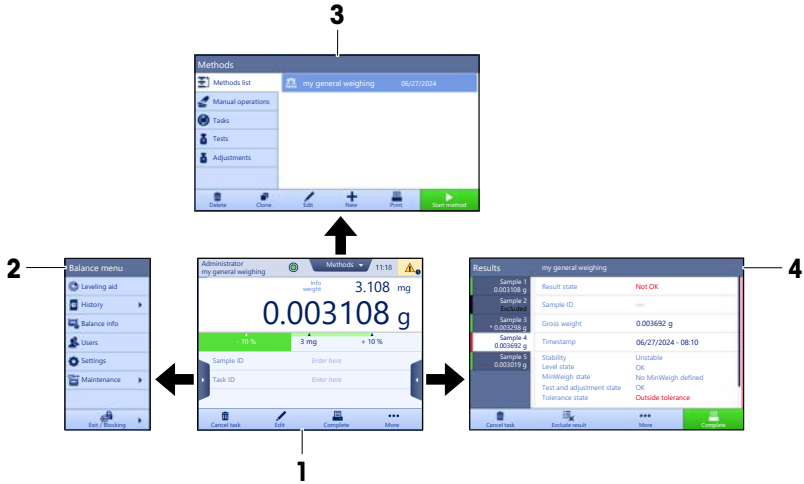 3
Methods
Methods list
my general weighing 06/27/2024
Manual operations
Tasks
Tests
Adjustments
Delete Clone Edit New Print Start method
2
Balance menu
Leveling aid
History
Balance info
Users
Settings
Maintenance
Exit / Blocking
Administrator
my general weighing
Methods 11:18
Info
weight 3.108 mg
0.003108 g
- 10 % 3 mg + 10 %
Sample ID Enter here
Task ID Enter here
Cancel task Edit Complete More
1
4
Results my general weighing
Sample 1
0.003108 g
Sample 2
Excluded
Sample 3
* 0.003298 g
Sample 4
0.003692 g
Sample 5
0.003019 g
Result state Not OK
Sample ID ---
Gross weight 0.003692 g
Timestamp 06/27/2024 - 08:10
Stability Unstable
Level state OK
MinWeigh state No MinWeigh defined
Test and adjustment state OK
Tolerance state Outside tolerance
Cancel task Exclude result More Complete